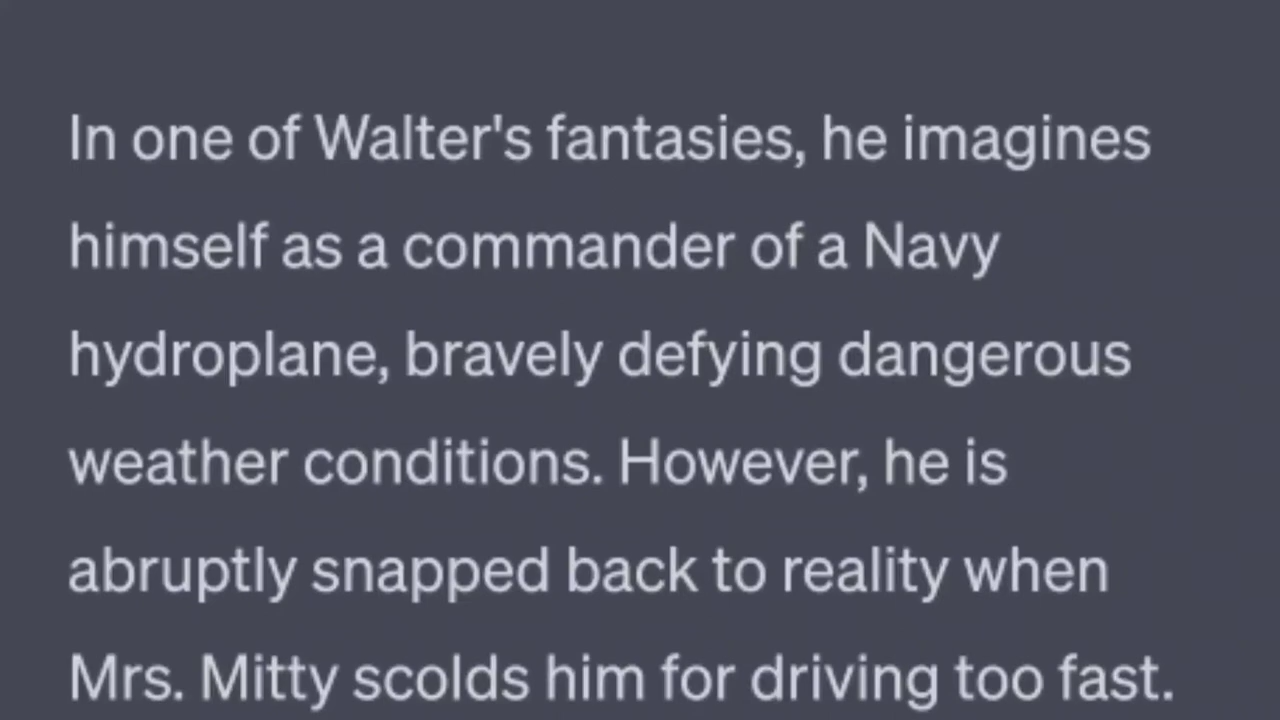 In one of Walter's fantasies, he imagines
himself as a commander of a Navy
hydroplane, bravely defying dangerous
weather conditions. However, he is
abruptly snapped back to reality when
Mrs. Mitty scolds him for driving too fast.